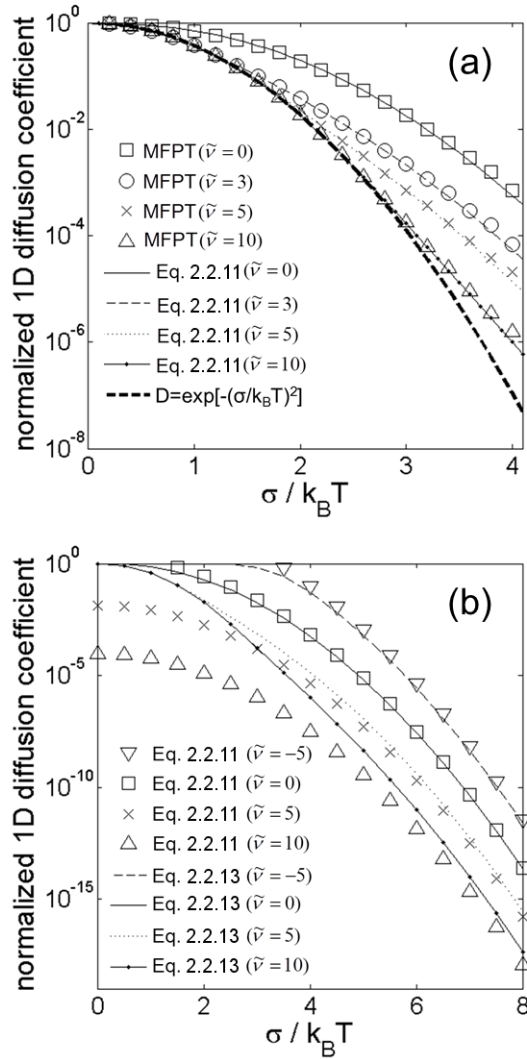 (a)
normalized 1D diffusion coefficient
10^0
10^-2
10^-4
10^-6
10^-8
MFPT(ν̃ = 0)
MFPT(ν̃ = 3)
MFPT(ν̃ = 5)
MFPT(ν̃ = 10)
Eq. 2.2.11(ν̃ = 0)
Eq. 2.2.11(ν̃ = 3)
Eq. 2.2.11(ν̃ = 5)
Eq. 2.2.11(ν̃ = 10)
D=exp[-(σ/k_BT)^2]
0 1 2 3 4
σ / k_BT
(b)
normalized 1D diffusion coefficient
10^0
10^-5
10^-10
10^-15
Eq. 2.2.11 (ν̃ = -5)
Eq. 2.2.11 (ν̃ = 0)
Eq. 2.2.11 (ν̃ = 5)
Eq. 2.2.11 (ν̃ = 10)
Eq. 2.2.13 (ν̃ = -5)
Eq. 2.2.13 (ν̃ = 0)
Eq. 2.2.13 (ν̃ = 5)
Eq. 2.2.13 (ν̃ = 10)
0 2 4 6 8
σ / k_BT